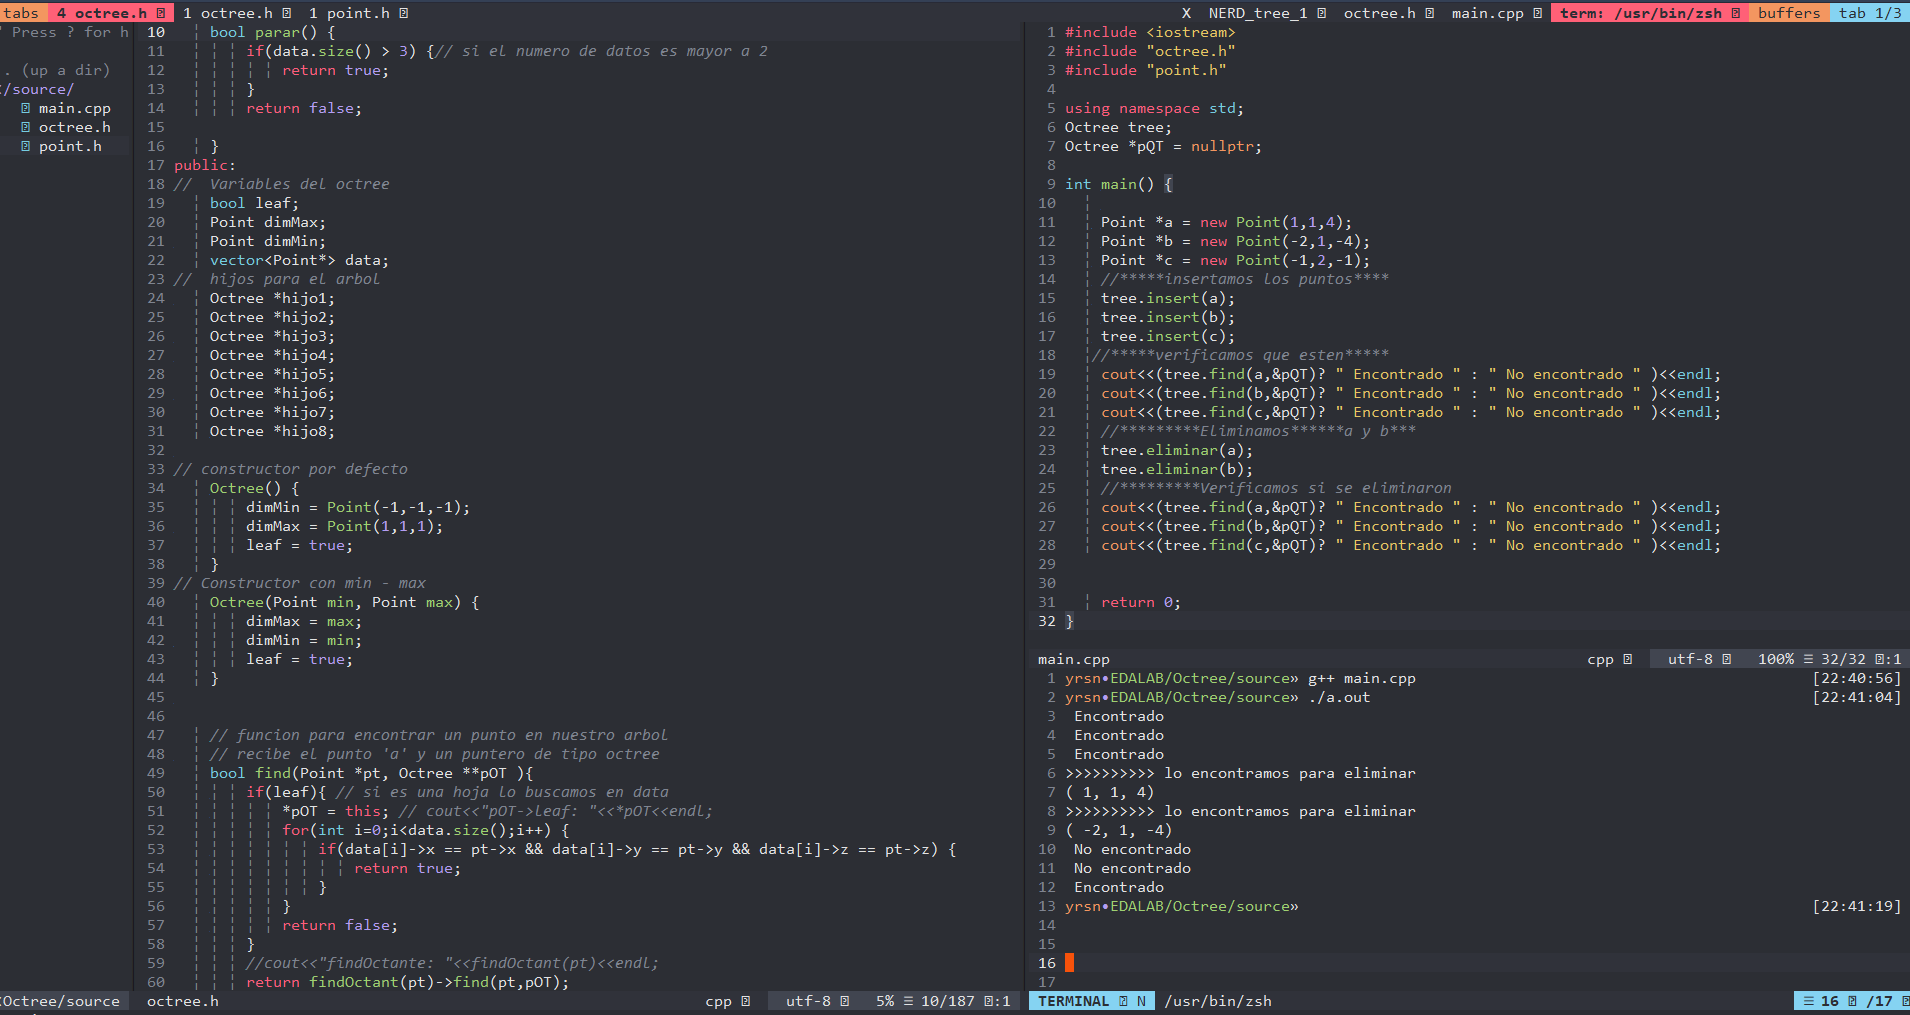 tabs 4 octree.h 1 octree.h 1 point.h X NERD_tree_1 octree.h main.cpp term: /usr/bin/zsh buffers tab 1/3
" Press ? for h
.. (up a dir)
/source/
main.cpp
octree.h
point.h
10 bool parar() {
11 if(data.size() > 3) {// si el numero de datos es mayor a 2
12 return true;
13 }
14 return false;
15
16 }
17 public:
18 //  Variables del octree
19 bool leaf;
20 Point dimMax;
21 Point dimMin;
22 vector<Point*> data;
23 //  hijos para el arbol
24 Octree *hijo1;
25 Octree *hijo2;
26 Octree *hijo3;
27 Octree *hijo4;
28 Octree *hijo5;
29 Octree *hijo6;
30 Octree *hijo7;
31 Octree *hijo8;
32
33 // constructor por defecto
34 Octree() {
35 dimMin = Point(-1,-1,-1);
36 dimMax = Point(1,1,1);
37 leaf = true;
38 }
39 // Constructor con min - max
40 Octree(Point min, Point max) {
41 dimMax = max;
42 dimMin = min;
43 leaf = true;
44 }
45
46
47 // funcion para encontrar un punto en nuestro arbol
48 // recibe el punto 'a' y un puntero de tipo octree
49 bool find(Point *pt, Octree **pOT ){
50 if(leaf){ // si es una hoja lo buscamos en data
51 *pOT = this; // cout<<"pOT->leaf: "<<*pOT<<endl;
52 for(int i=0;i<data.size();i++) {
53 if(data[i]->x == pt->x && data[i]->y == pt->y && data[i]->z == pt->z) {
54 return true;
55 }
56 }
57 return false;
58 }
59 //cout<<"findOctante: "<<findOctant(pt)<<endl;
60 return findOctant(pt)->find(pt,pOT);
1 #include <iostream>
2 #include "octree.h"
3 #include "point.h"
4
5 using namespace std;
6 Octree tree;
7 Octree *pQT = nullptr;
8
9 int main() {
10
11 Point *a = new Point(1,1,4);
12 Point *b = new Point(-2,1,-4);
13 Point *c = new Point(-1,2,-1);
14 //*****insertamos los puntos****
15 tree.insert(a);
16 tree.insert(b);
17 tree.insert(c);
18 //*****verificamos que esten*****
19 cout<<(tree.find(a,&pQT)? " Encontrado " : " No encontrado " )<<endl;
20 cout<<(tree.find(b,&pQT)? " Encontrado " : " No encontrado " )<<endl;
21 cout<<(tree.find(c,&pQT)? " Encontrado " : " No encontrado " )<<endl;
22 //*********Eliminamos******a y b***
23 tree.eliminar(a);
24 tree.eliminar(b);
25 //*********Verificamos si se eliminaron
26 cout<<(tree.find(a,&pQT)? " Encontrado " : " No encontrado " )<<endl;
27 cout<<(tree.find(b,&pQT)? " Encontrado " : " No encontrado " )<<endl;
28 cout<<(tree.find(c,&pQT)? " Encontrado " : " No encontrado " )<<endl;
29
30
31 return 0;
32 }
main.cpp cpp utf-8 100% ☰ 32/32 :1
1 yrsn•EDALAB/Octree/source» g++ main.cpp [22:40:56]
2 yrsn•EDALAB/Octree/source» ./a.out [22:41:04]
3 Encontrado
4 Encontrado
5 Encontrado
6 >>>>>>>>>> lo encontramos para eliminar
7 ( 1, 1, 4)
8 >>>>>>>>>> lo encontramos para eliminar
9 ( -2, 1, -4)
10 No encontrado
11 No encontrado
12 Encontrado
13 yrsn•EDALAB/Octree/source» [22:41:19]
14
15
16
17
<Octree/source octree.h cpp utf-8 5% ☰ 10/187 :1 TERMINAL N /usr/bin/zsh ☰ 16 /17